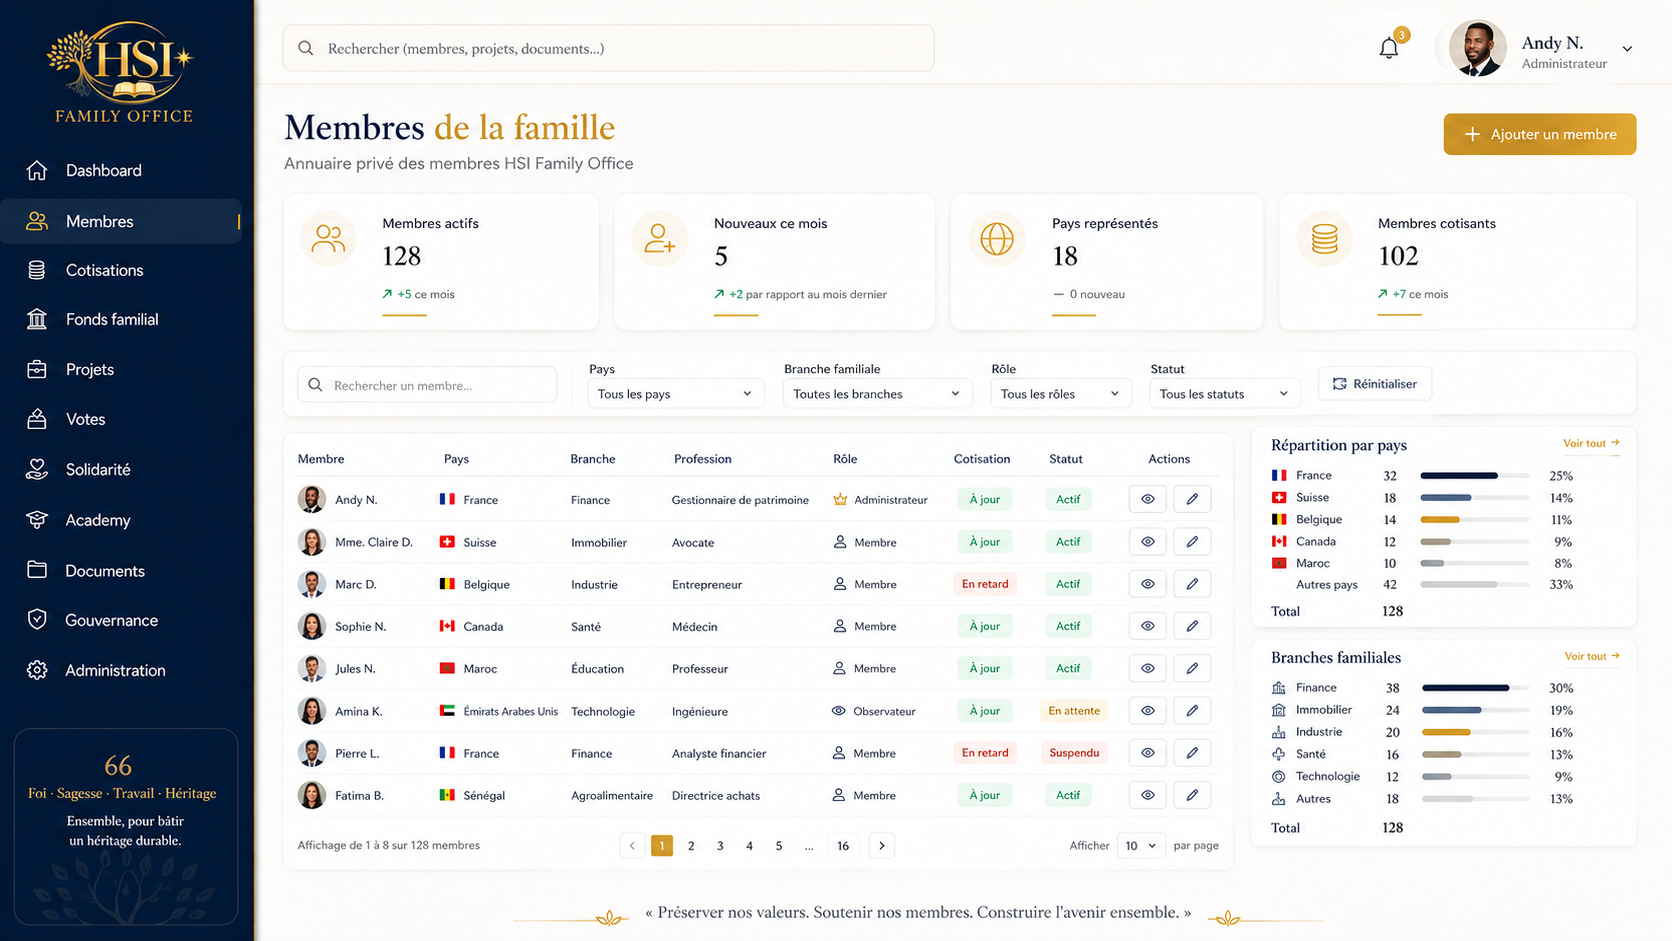 HSI
FAMILY OFFICE
Dashboard
Membres
Cotisations
Fonds familial
Projets
Votes
Solidarité
Academy
Documents
Gouvernance
Administration
66
Foi · Sagesse · Travail · Héritage
Ensemble, pour bâtir
un héritage durable.
Rechercher (membres, projets, documents...)
3
Andy N.
Administrateur
Membres de la famille
Annuaire privé des membres HSI Family Office
+ Ajouter un membre
Membres actifs
128
+5 ce mois
Nouveaux ce mois
5
+2 par rapport au mois dernier
Pays représentés
18
— 0 nouveau
Membres cotisants
102
+7 ce mois
Rechercher un membre...
Pays
Tous les pays
Branche familiale
Toutes les branches
Rôle
Tous les rôles
Statut
Tous les statuts
Réinitialiser
Membre Pays Branche Profession Rôle Cotisation Statut Actions
Andy N. France Finance Gestionnaire de patrimoine Administrateur À jour Actif
Mme. Claire D. Suisse Immobilier Avocate Membre À jour Actif
Marc D. Belgique Industrie Entrepreneur Membre En retard Actif
Sophie N. Canada Santé Médecin Membre À jour Actif
Jules N. Maroc Éducation Professeur Membre À jour Actif
Amina K. Émirats Arabes Unis Technologie Ingénieure Observateur À jour En attente
Pierre L. France Finance Analyste financier Membre En retard Suspendu
Fatima B. Sénégal Agroalimentaire Directrice achats Membre À jour Actif
Affichage de 1 à 8 sur 128 membres
‹ 1 2 3 4 5 ... 16 ›
Afficher 10 par page
Répartition par pays
Voir tout →
France 32 25%
Suisse 18 14%
Belgique 14 11%
Canada 12 9%
Maroc 10 8%
Autres pays 42 33%
Total 128
Branches familiales
Voir tout →
Finance 38 30%
Immobilier 24 19%
Industrie 20 16%
Santé 16 13%
Technologie 12 9%
Autres 18 13%
Total 128
« Préserver nos valeurs. Soutenir nos membres. Construire l'avenir ensemble. »